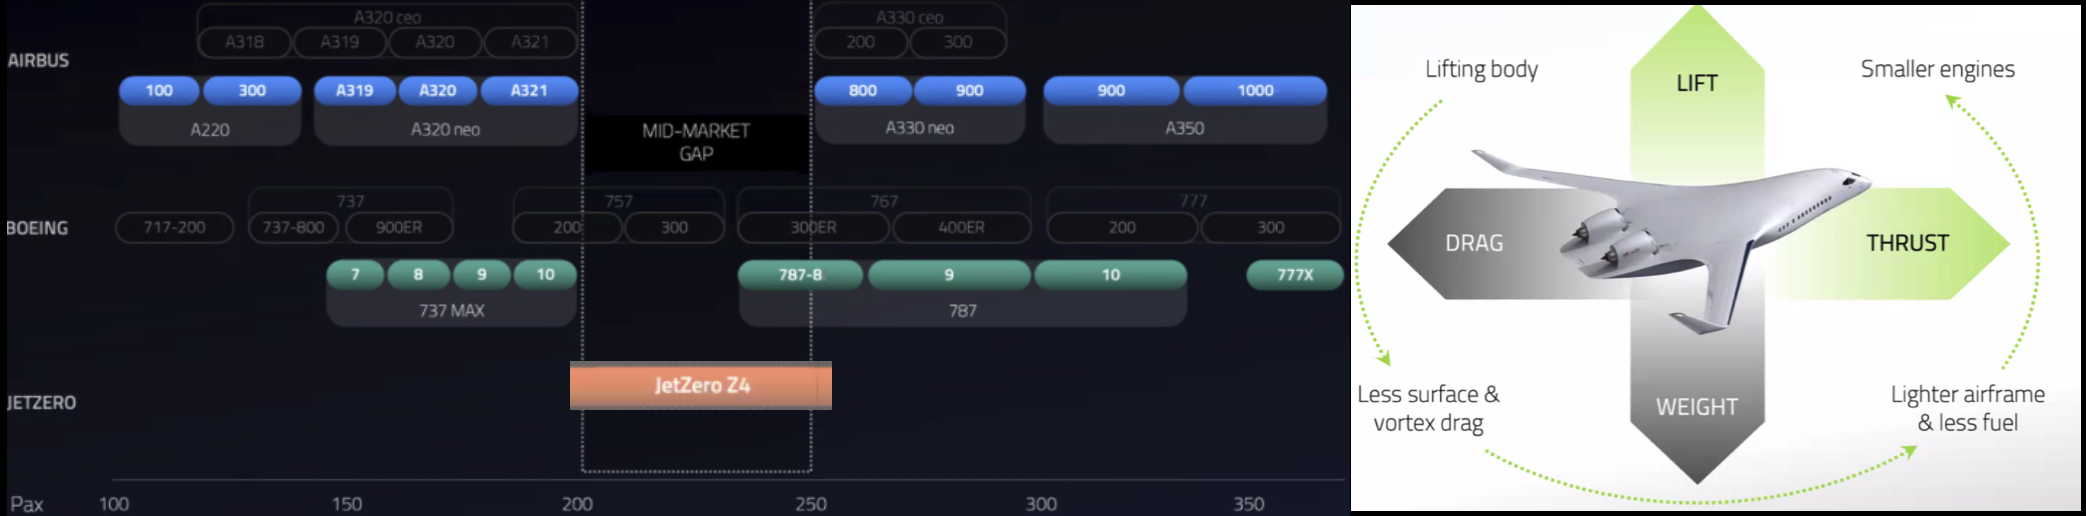 A320 ceo
A318 A319 A320 A321
A330 ceo
200 300
AIRBUS
100 300 A319 A320 A321 800 900 900 1000
A220 A320 neo A330 neo A350
MID-MARKET
GAP
737 757 767 777
BOEING
717-200 737-800 900ER 200 300 300ER 400ER 200 300
7 8 9 10 787-8 9 10 777X
737 MAX 787
JetZero Z4
JETZERO
Pax 100 150 200 250 300 350
Lifting body
LIFT
Smaller engines
DRAG
THRUST
Less surface &
vortex drag
WEIGHT
Lighter airframe
& less fuel